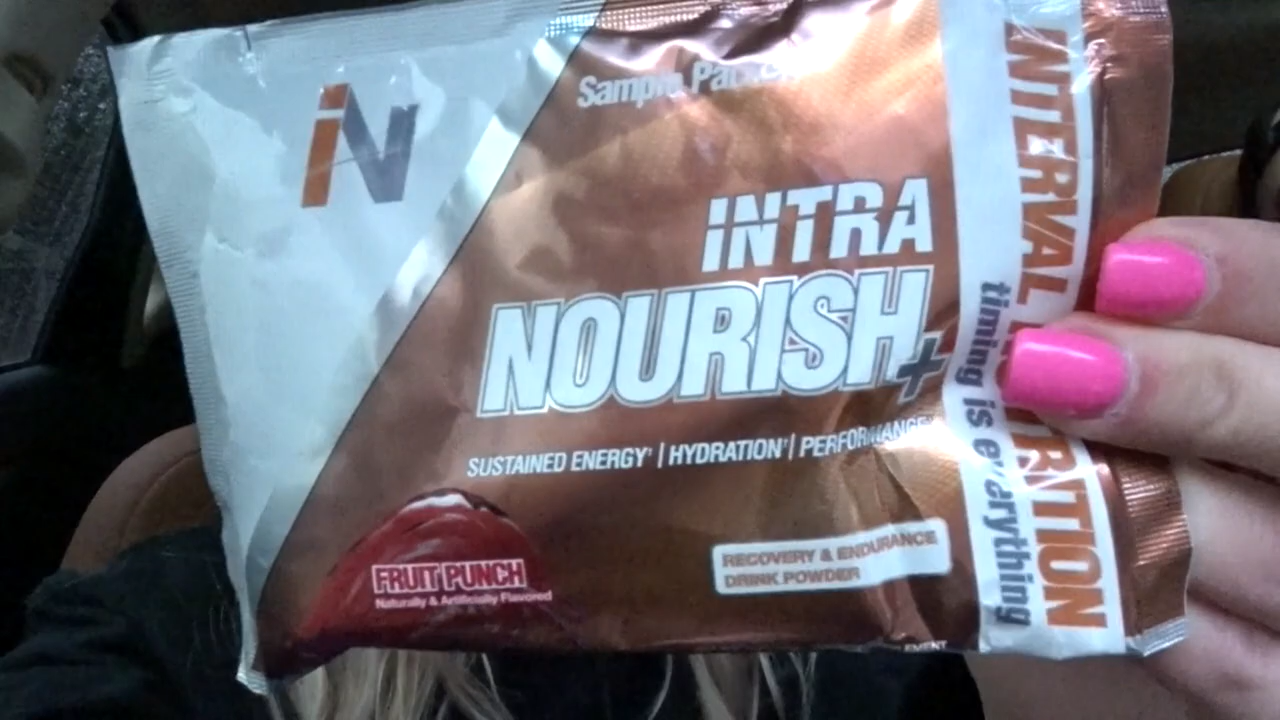 iN
Sample Packet
INTRA
NOURISH+
SUSTAINED ENERGY† | HYDRATION† | PERFORMANCE†
FRUIT PUNCH
Naturally & Artificially Flavored
RECOVERY & ENDURANCE
DRINK POWDER
INTERVAL NUTRITION
timing is everything